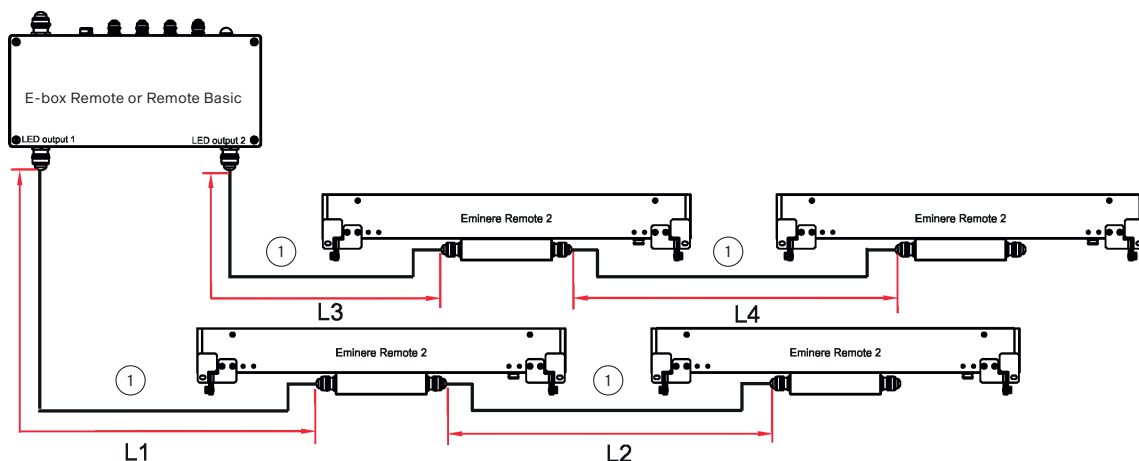 E-box Remote or Remote Basic
LED output 1
LED output 2
Eminere Remote 2
Eminere Remote 2
1
1
L3
L4
Eminere Remote 2
Eminere Remote 2
1
1
L1
L2